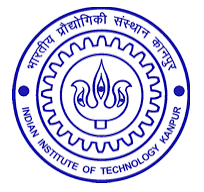 भारतीय प्रौद्योगिकी संस्थान कानपुर
INDIAN INSTITUTE OF TECHNOLOGY KANPUR